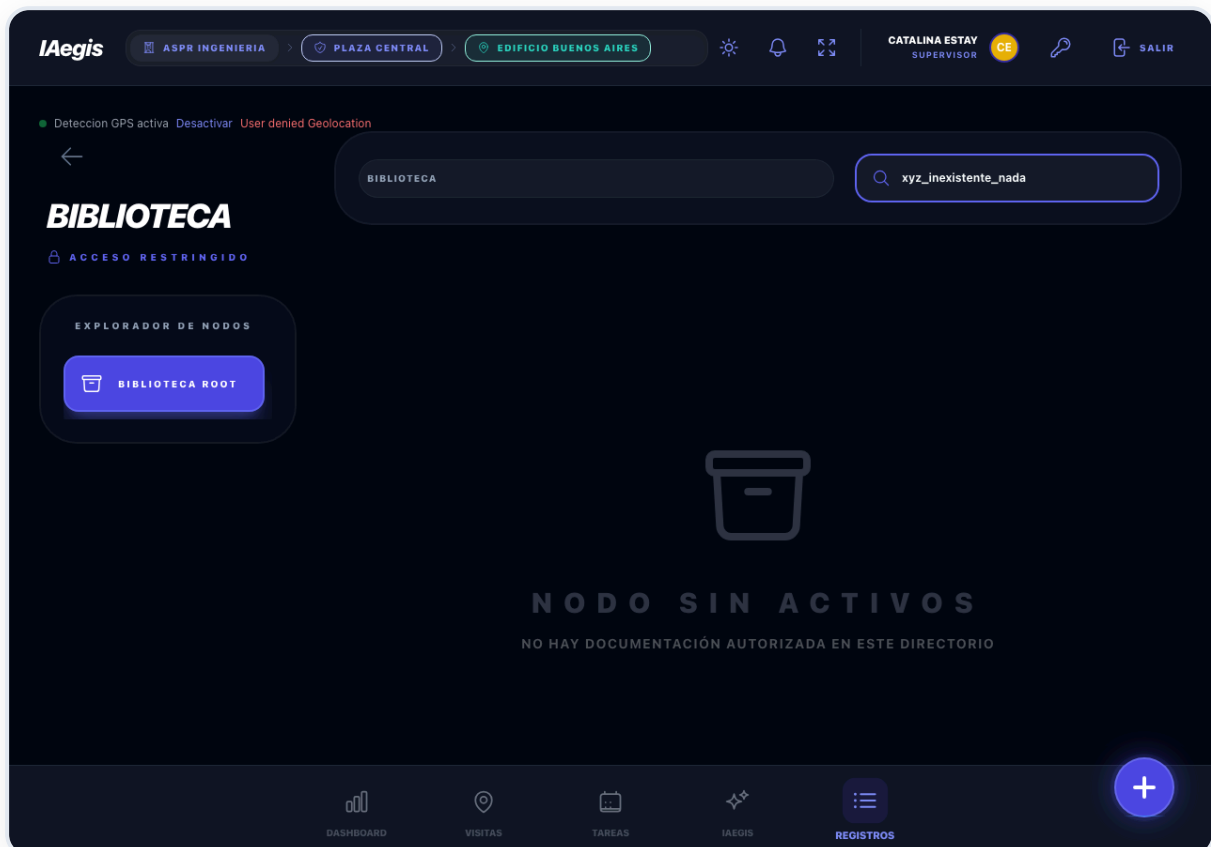 IAegis
ASPR INGENIERIA
PLAZA CENTRAL
EDIFICIO BUENOS AIRES
CATALINA ESTAY
SUPERVISOR
CE
SALIR
Deteccion GPS activa Desactivar User denied Geolocation
BIBLIOTECA
xyz_inexistente_nada
BIBLIOTECA
ACCESO RESTRINGIDO
EXPLORADOR DE NODOS
BIBLIOTECA ROOT
NODO SIN ACTIVOS
NO HAY DOCUMENTACIÓN AUTORIZADA EN ESTE DIRECTORIO
DASHBOARD
VISITAS
TAREAS
IAEGIS
REGISTROS